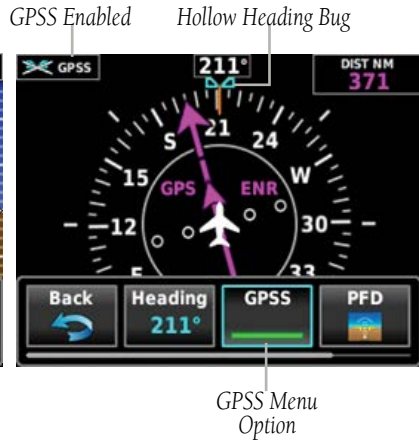 GPSS Enabled
Hollow Heading Bug
GPSS
211°
DIST NM
371
S
21
24
15
W
GPS
ENR
12
30
E
33
Back
Heading
211°
GPSS
PFD
GPSS Menu
Option